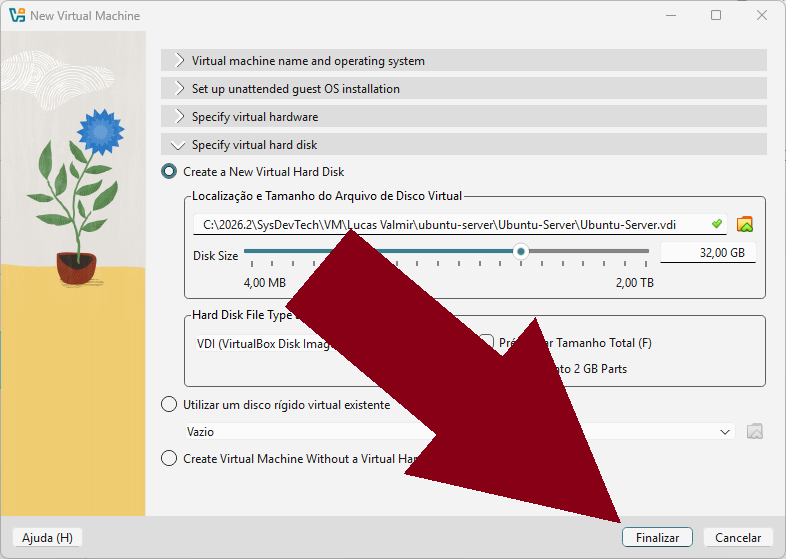 New Virtual Machine
Virtual machine name and operating system
Set up unattended guest OS installation
Specify virtual hardware
Specify virtual hard disk
Create a New Virtual Hard Disk
Localização e Tamanho do Arquivo de Disco Virtual
C:\2026.2\SysDevTech\VM\Lucas Valmir\ubuntu-server\Ubuntu-Server\Ubuntu-Server.vdi
Disk Size
32,00 GB
4,00 MB 2,00 TB
Hard Disk File Type
VDI (VirtualBox Disk Tamanho Total (F)
2 GB Parts
Utilizar um disco rígido virtual existente
Vazio
Create Virtual Machine Without a Virtual
Ajuda (H) Finalizar Cancelar